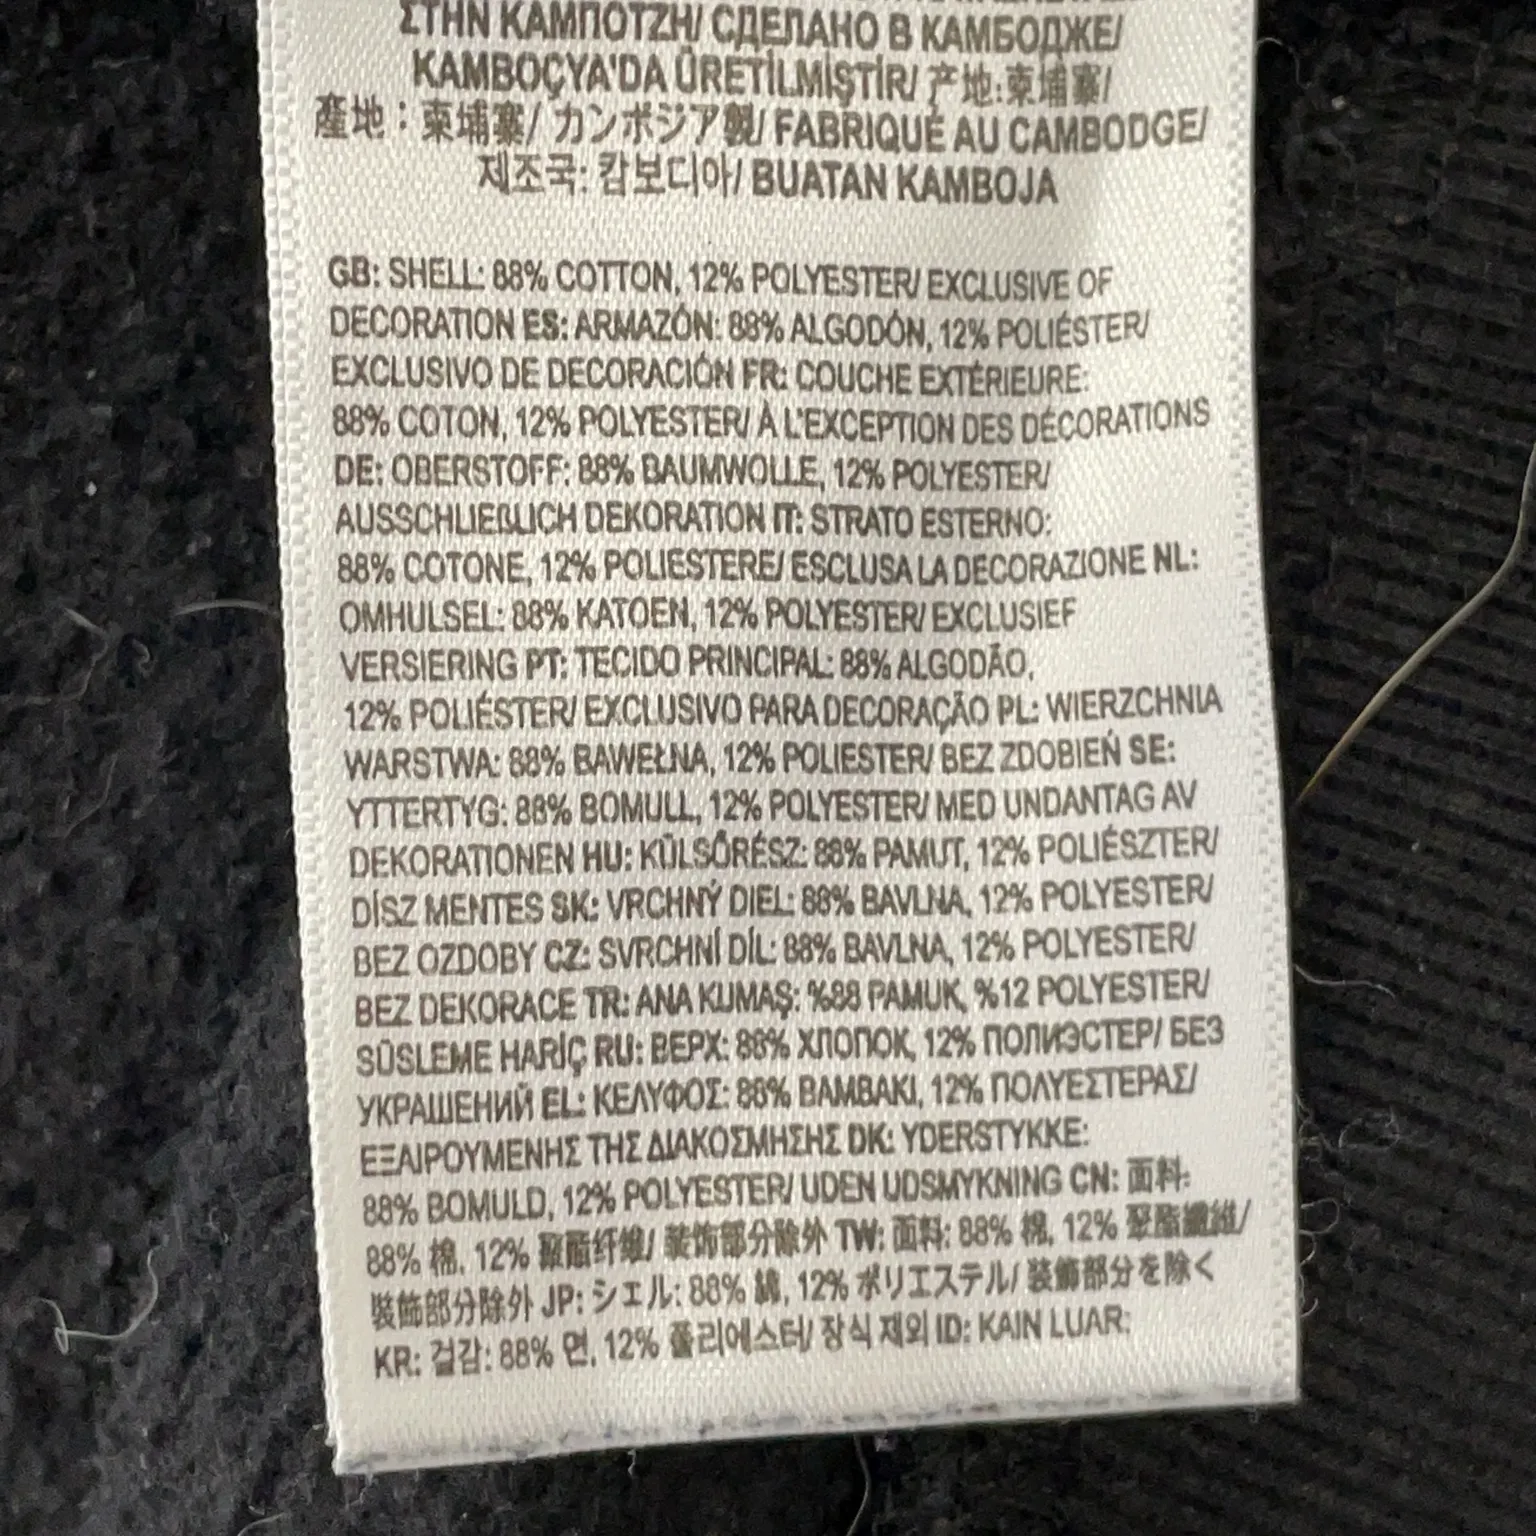 ΣΤΗΝ ΚΑΜΠΟΤΖΗ/ СДЕЛАНО В КАМБОДЖЕ/
KAMBOÇYA'DA ÜRETİLMİŞTİR/ 产地:柬埔寨/
產地：柬埔寨/ カンボジア製/ FABRIQUÉ AU CAMBODGE/
제조국: 캄보디아/ BUATAN KAMBOJA
GB: SHELL: 88% COTTON, 12% POLYESTER/ EXCLUSIVE OF
DECORATION ES: ARMAZÓN: 88% ALGODÓN, 12% POLIÉSTER/
EXCLUSIVO DE DECORACIÓN FR: COUCHE EXTÉRIEURE:
88% COTON, 12% POLYESTER/ À L'EXCEPTION DES DÉCORATIONS
DE: OBERSTOFF: 88% BAUMWOLLE, 12% POLYESTER/
AUSSCHLIEßLICH DEKORATION IT: STRATO ESTERNO:
88% COTONE, 12% POLIESTERE/ ESCLUSA LA DECORAZIONE NL:
OMHULSEL: 88% KATOEN, 12% POLYESTER/ EXCLUSIEF
VERSIERING PT: TECIDO PRINCIPAL: 88% ALGODÃO,
12% POLIÉSTER/ EXCLUSIVO PARA DECORAÇÃO PL: WIERZCHNIA
WARSTWA: 88% BAWEŁNA, 12% POLIESTER/ BEZ ZDOBIEŃ SE:
YTTERTYG: 88% BOMULL, 12% POLYESTER/ MED UNDANTAG AV
DEKORATIONEN HU: KÜLSŐRÉSZ: 88% PAMUT, 12% POLIÉSZTER/
DÍSZ MENTES SK: VRCHNÝ DIEL: 88% BAVLNA, 12% POLYESTER/
BEZ OZDOBY CZ: SVRCHNÍ DÍL: 88% BAVLNA, 12% POLYESTER/
BEZ DEKORACE TR: ANA KUMAŞ: %88 PAMUK, %12 POLYESTER/
SÜSLEME HARİÇ RU: ВЕРХ: 88% ХЛОПОК, 12% ПОЛИЭСТЕР/ БЕЗ
УКРАШЕНИЙ EL: ΚΕΛΥΦΟΣ: 88% ΒΑΜΒΑΚΙ, 12% ΠΟΛΥΕΣΤΕΡΑΣ/
ΕΞΑΙΡΟΥΜΕΝΗΣ ΤΗΣ ΔΙΑΚΟΣΜΗΣΗΣ DK: YDERSTYKKE:
88% BOMULD, 12% POLYESTER/ UDEN UDSMYKNING CN: 面料:
88% 棉, 12% 聚酯纤维/ 装饰部分除外 TW: 面料: 88% 棉, 12% 聚酯纖維/
裝飾部分除外 JP: シェル: 88% 綿, 12% ポリエステル/ 装飾部分を除く
KR: 겉감: 88% 면, 12% 폴리에스터/ 장식 제외 ID: KAIN LUAR: